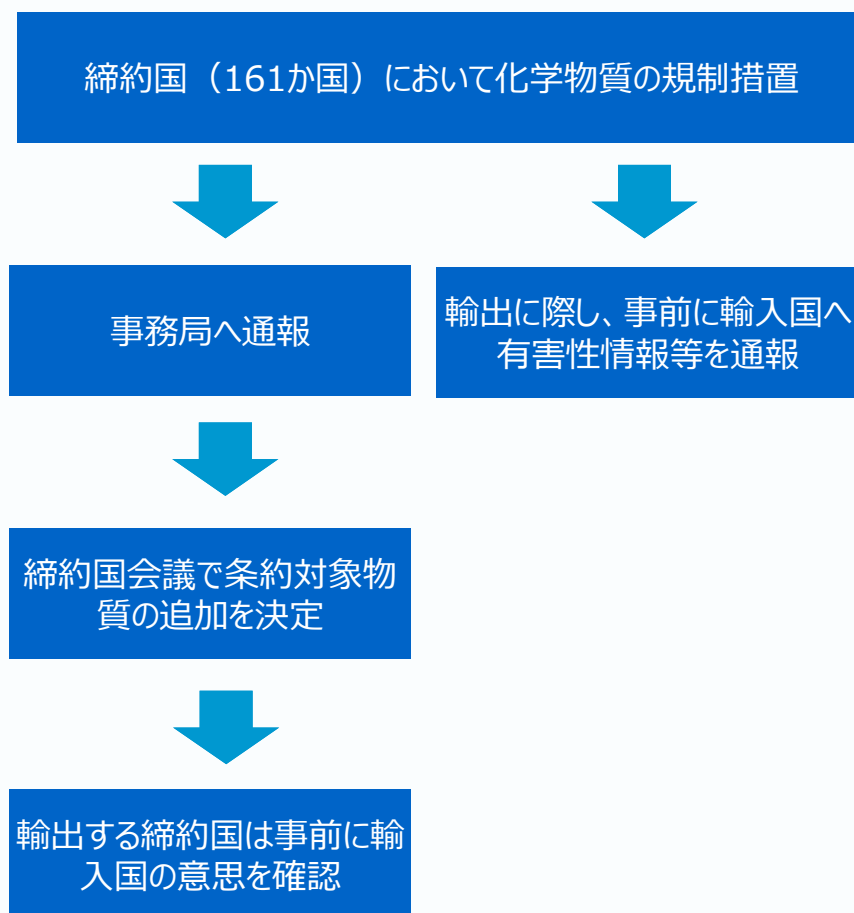 締約国（161か国）において化学物質の規制措置
事務局へ通報
輸出に際し、事前に輸入国へ
有害性情報等を通報
締約国会議で条約対象物
質の追加を決定
輸出する締約国は事前に輸
入国の意思を確認